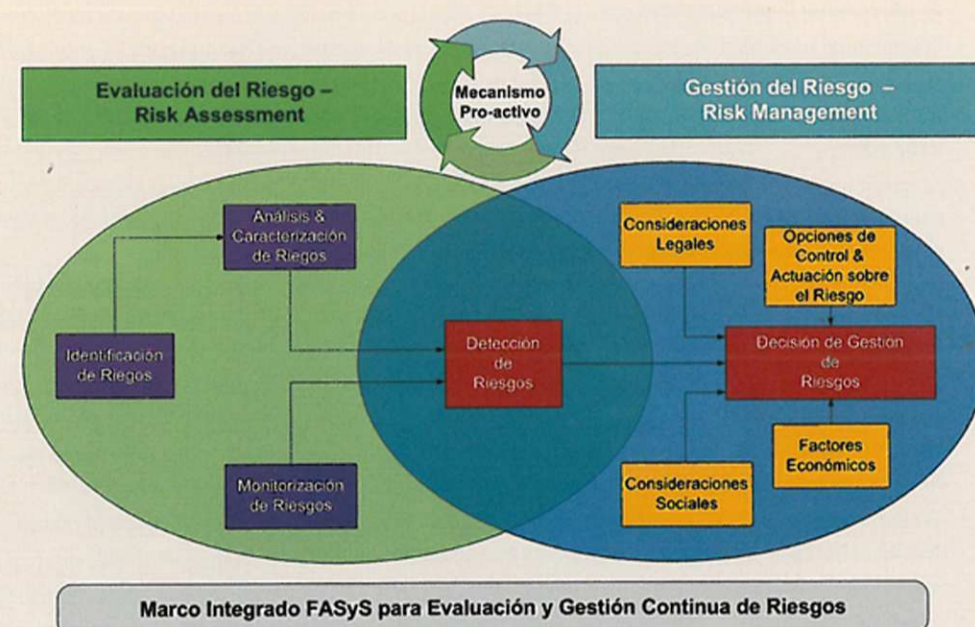 Evaluación del Riesgo –
Risk Assessment
Mecanismo
Pro-activo
Gestión del Riesgo –
Risk Management
Análisis &
Caracterización
de Riegos
Identificación
de Riegos
Monitorización
de Riesgos
Detección
de
Riesgos
Consideraciones
Legales
Opciones de
Control &
Actuación sobre
el Riesgo
Decisión de Gestión
de
Riesgos
Consideraciones
Sociales
Factores
Económicos
Marco Integrado FASyS para Evaluación y Gestión Continua de Riesgos